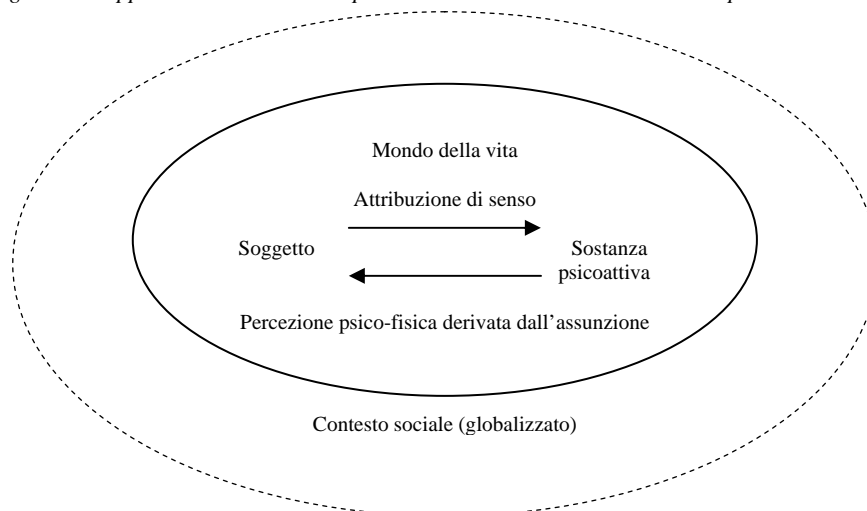 Mondo della vita
Attribuzione di senso
Soggetto
Sostanza
psicoattiva
Percezione psico-fisica derivata dall’assunzione
Contesto sociale (globalizzato)